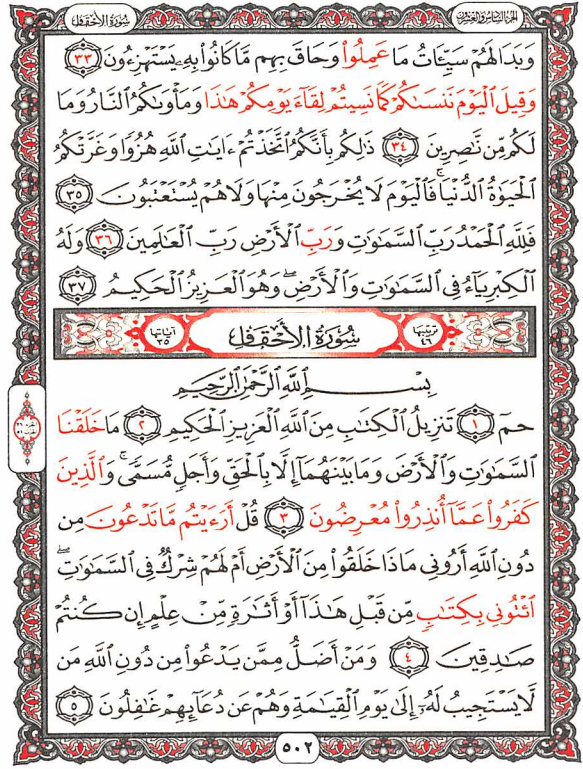 سورة الأحقاف
الجزء السادس والعشرون
وَبَدَا لَهُمْ سَيِّئَاتُ مَا عَمِلُوا۟ وَحَاقَ بِهِم مَّا كَانُوا۟ بِهِۦ يَسْتَهْزِءُونَ ٣٣
وَقِيلَ ٱلْيَوْمَ نَنسَىٰكُمْ كَمَا نَسِيتُمْ لِقَآءَ يَوْمِكُمْ هَٰذَا وَمَأْوَىٰكُمُ ٱلنَّارُ وَمَا
لَكُم مِّن نَّٰصِرِينَ ٣٤ ذَٰلِكُم بِأَنَّكُمُ ٱتَّخَذْتُمْ ءَايَٰتِ ٱللَّهِ هُزُوًا وَغَرَّتْكُمُ
ٱلْحَيَوٰةُ ٱلدُّنْيَا ۚ فَٱلْيَوْمَ لَا يُخْرَجُونَ مِنْهَا وَلَا هُمْ يُسْتَعْتَبُونَ ٣٥
فَلِلَّهِ ٱلْحَمْدُ رَبِّ ٱلسَّمَٰوَٰتِ وَرَبِّ ٱلْأَرْضِ رَبِّ ٱلْعَٰلَمِينَ ٣٦ وَلَهُ
ٱلْكِبْرِيَآءُ فِى ٱلسَّمَٰوَٰتِ وَٱلْأَرْضِ ۖ وَهُوَ ٱلْعَزِيزُ ٱلْحَكِيمُ ٣٧
ترتيبها ٤٦ سُورَةُ الأَحْقَافِ آياتها ٣٥
بِسْمِ ٱللَّهِ ٱلرَّحْمَٰنِ ٱلرَّحِيمِ
حمٓ ١ تَنزِيلُ ٱلْكِتَٰبِ مِنَ ٱللَّهِ ٱلْعَزِيزِ ٱلْحَكِيمِ ٢ مَا خَلَقْنَا
ٱلسَّمَٰوَٰتِ وَٱلْأَرْضَ وَمَا بَيْنَهُمَآ إِلَّا بِٱلْحَقِّ وَأَجَلٍ مُّسَمًّى ۚ وَٱلَّذِينَ
كَفَرُوا۟ عَمَّآ أُنذِرُوا۟ مُعْرِضُونَ ٣ قُلْ أَرَءَيْتُم مَّا تَدْعُونَ مِن
دُونِ ٱللَّهِ أَرُونِى مَاذَا خَلَقُوا۟ مِنَ ٱلْأَرْضِ أَمْ لَهُمْ شِرْكٌ فِى ٱلسَّمَٰوَٰتِ ۖ
ٱئْتُونِى بِكِتَٰبٍ مِّن قَبْلِ هَٰذَآ أَوْ أَثَٰرَةٍ مِّنْ عِلْمٍ إِن كُنتُمْ
صَٰدِقِينَ ٤ وَمَنْ أَضَلُّ مِمَّن يَدْعُوا۟ مِن دُونِ ٱللَّهِ مَن
لَّا يَسْتَجِيبُ لَهُۥٓ إِلَىٰ يَوْمِ ٱلْقِيَٰمَةِ وَهُمْ عَن دُعَآئِهِمْ غَٰفِلُونَ ٥
٥٠٢